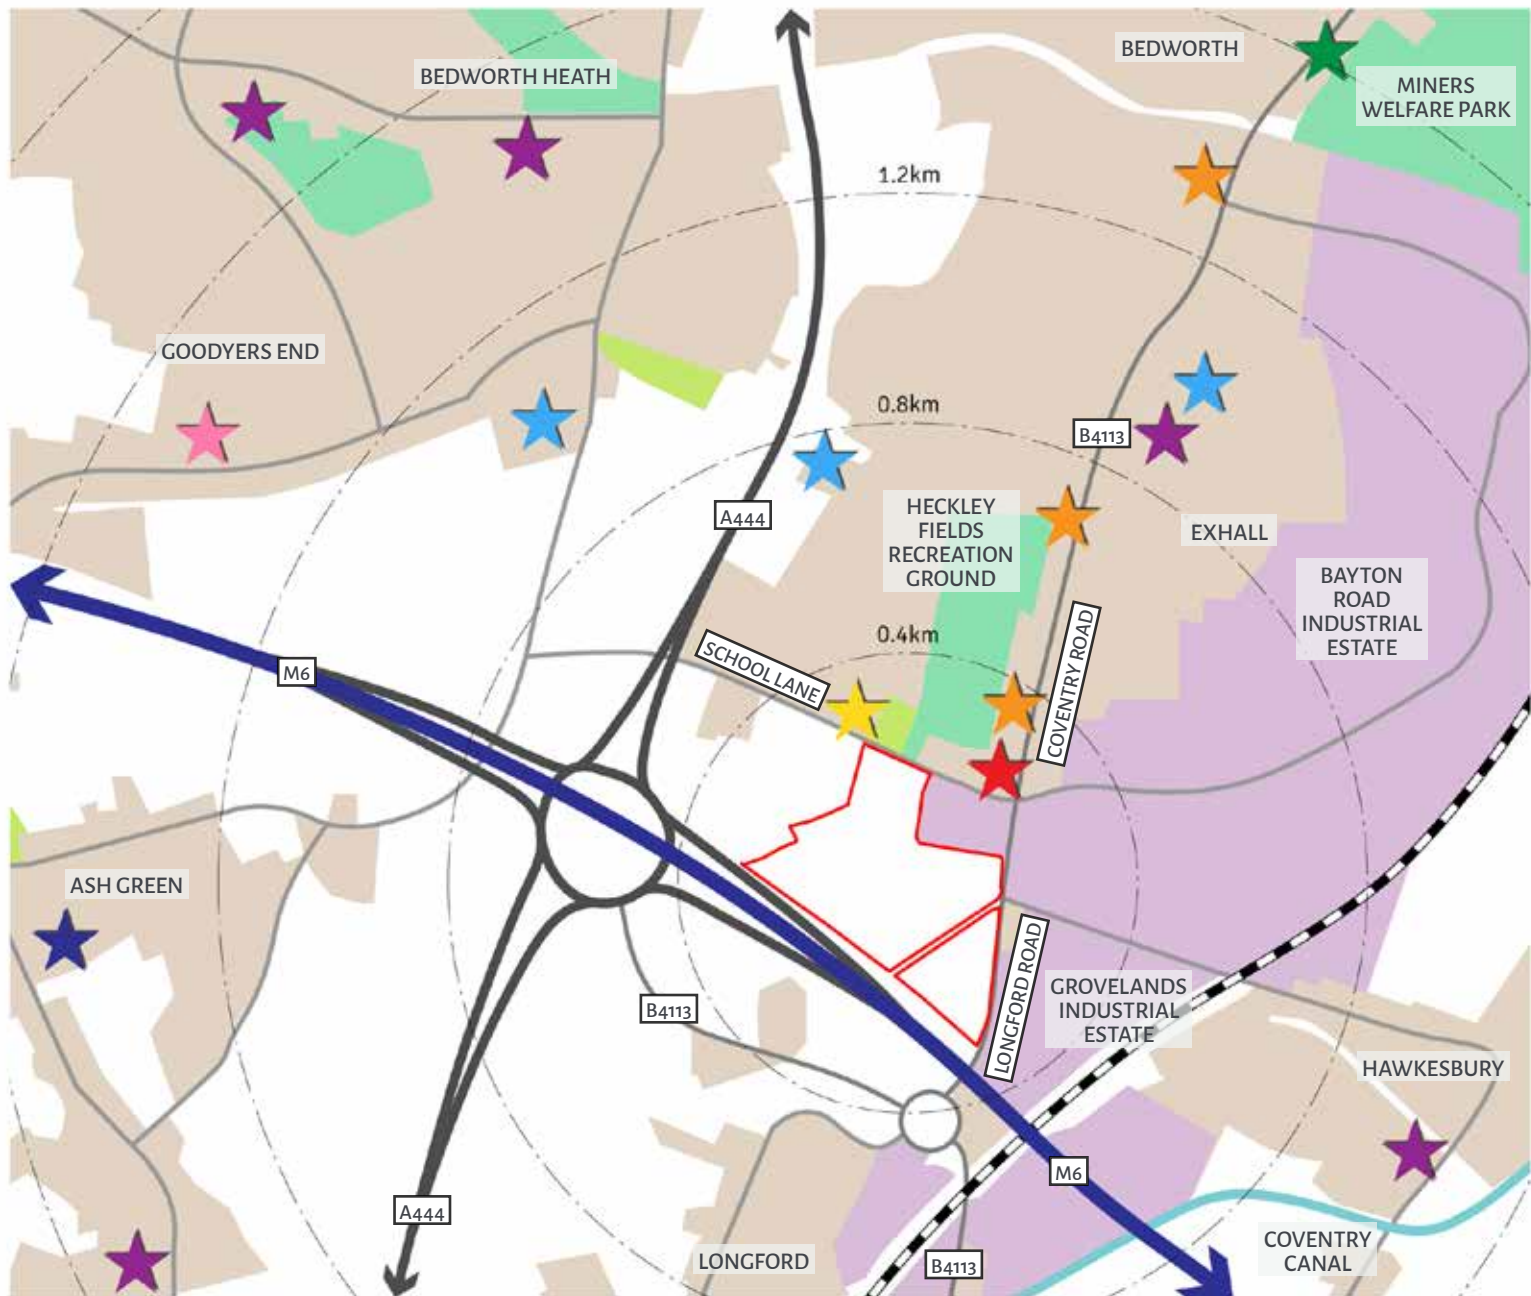 BEDWORTH
BEDWORTH HEATH
MINERS
WELFARE PARK
1.2km
GOODYERS END
0.8km
B4113
A444
HECKLEY
FIELDS
RECREATION
GROUND
EXHALL
BAYTON
ROAD
INDUSTRIAL
ESTATE
0.4km
SCHOOL LANE
COVENTRY ROAD
M6
ASH GREEN
LONGFORD ROAD
B4113
GROVELANDS
INDUSTRIAL
ESTATE
HAWKESBURY
M6
A444
LONGFORD
B4113
COVENTRY
CANAL